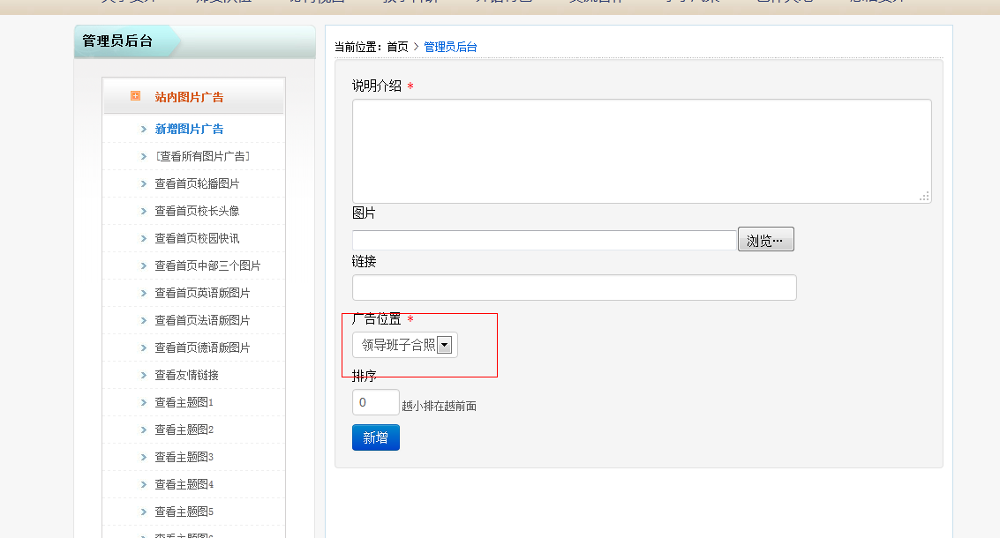 管理员后台
站内图片广告
新增图片广告
[查看所有图片广告]
查看首页轮播图片
查看首页校长头像
查看首页校园快讯
查看首页中部三个图片
查看首页英语版图片
查看首页法语版图片
查看首页德语版图片
查看友情链接
查看主题图1
查看主题图2
查看主题图3
查看主题图4
查看主题图5
当前位置：首页 > 管理员后台
说明介绍 *
图片
浏览…
链接
广告位置 *
领导班子合照
排序
0 越小排在越前面
新增